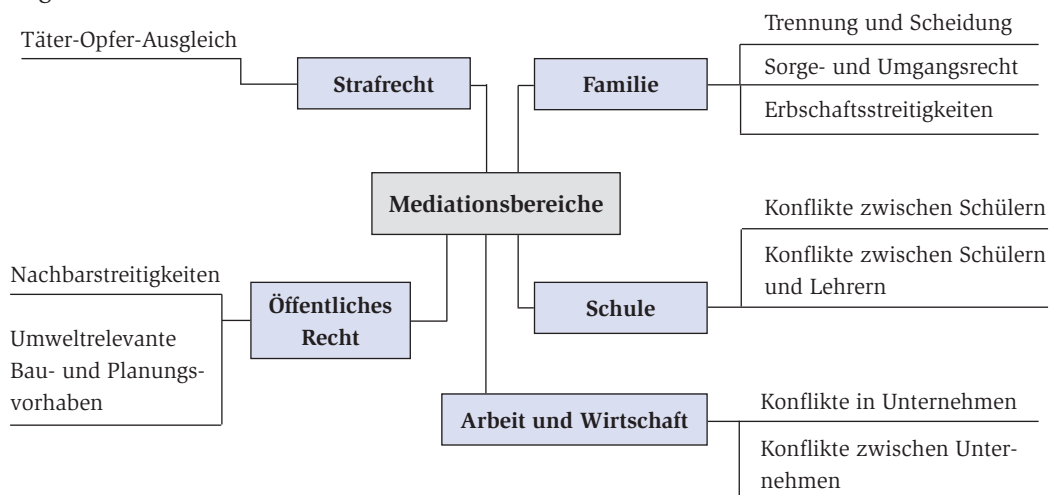 Täter-Opfer-Ausgleich
Strafrecht
Familie
Trennung und Scheidung
Sorge- und Umgangsrecht
Erbschaftsstreitigkeiten
Mediationsbereiche
Nachbarstreitigkeiten
Umweltrelevante
Bau- und Planungs-
vorhaben
Öffentliches
Recht
Schule
Konflikte zwischen Schülern
Konflikte zwischen Schülern
und Lehrern
Arbeit und Wirtschaft
Konflikte in Unternehmen
Konflikte zwischen Unter-
nehmen